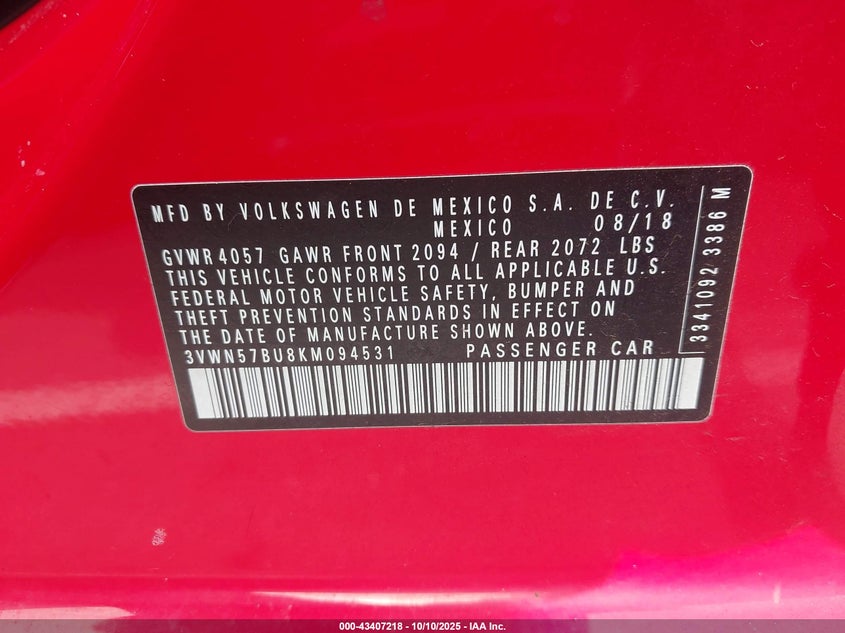 MFD BY VOLKSWAGEN DE MEXICO S.A. DE C.V.
MEXICO 08/18
GVWR 4057 GAWR FRONT 2094 / REAR 2072 LBS
THIS VEHICLE CONFORMS TO ALL APPLICABLE U.S.
FEDERAL MOTOR VEHICLE SAFETY, BUMPER AND
THEFT PREVENTION STANDARDS IN EFFECT ON
THE DATE OF MANUFACTURE SHOWN ABOVE.
3VWN57BU8KM094531 PASSENGER CAR
3341092 3386 M
000-43407218 - 10/10/2025 - IAA Inc.